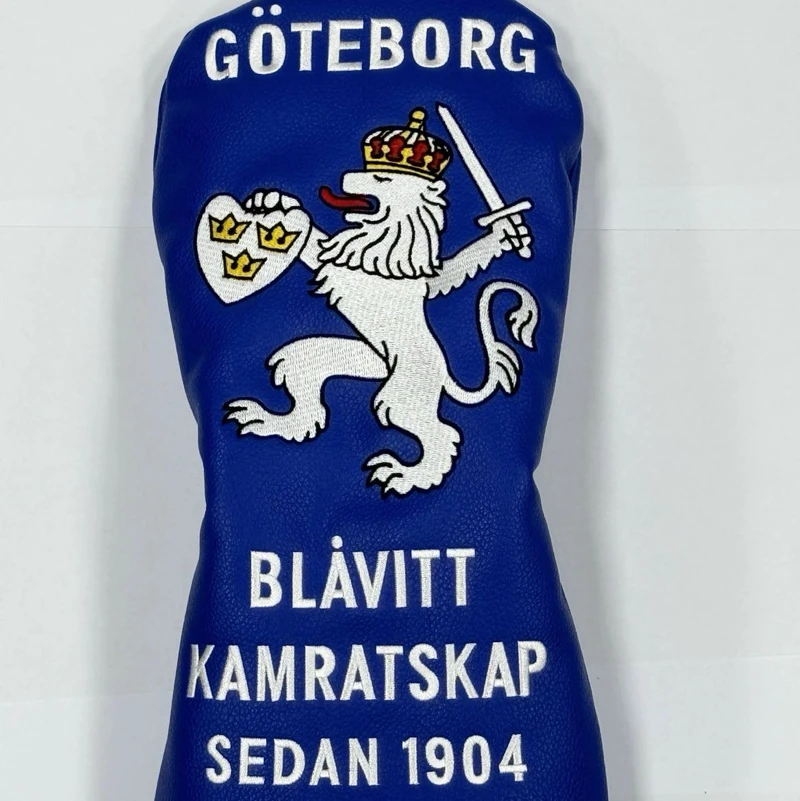 GÖTEBORG
BLÅVITT
KAMRATSKAP
SEDAN 1904